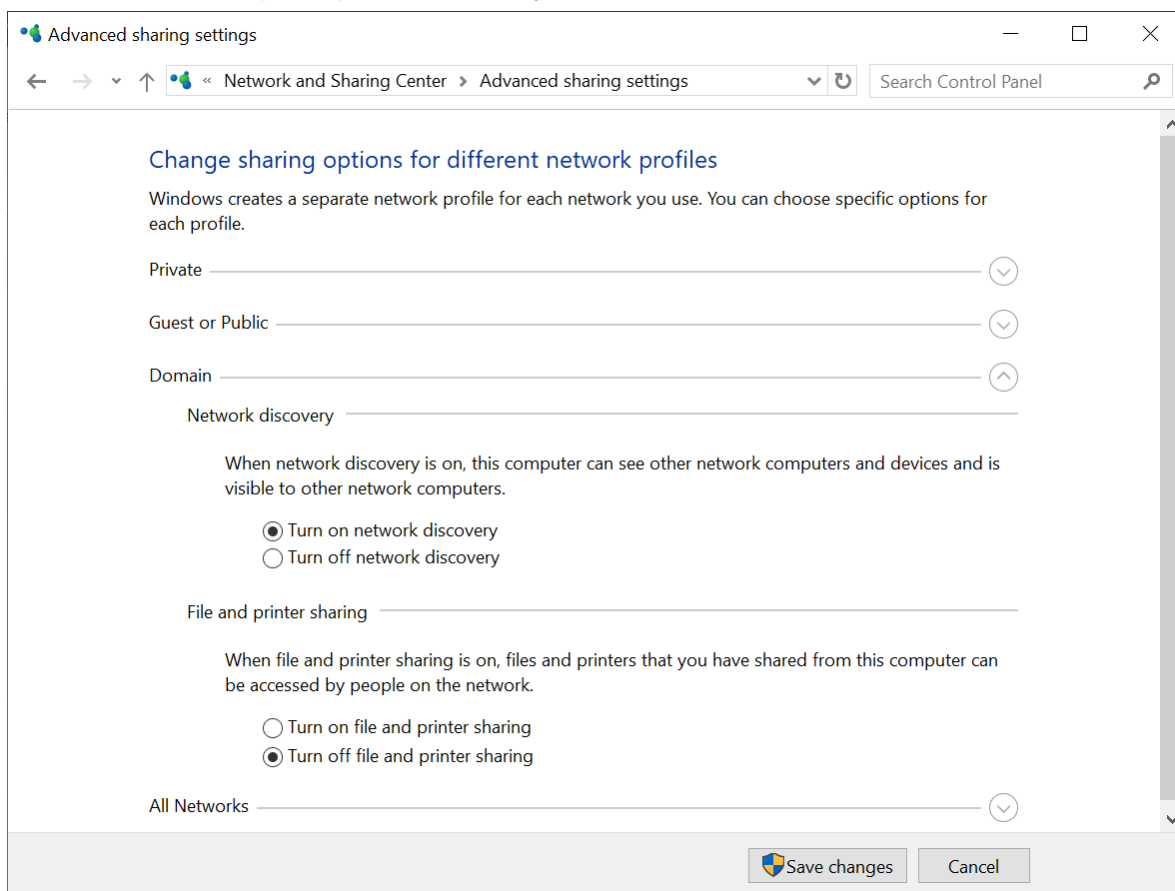 Advanced sharing settings
« Network and Sharing Center > Advanced sharing settings
Search Control Panel
Change sharing options for different network profiles
Windows creates a separate network profile for each network you use. You can choose specific options for
each profile.
Private
Guest or Public
Domain
Network discovery
When network discovery is on, this computer can see other network computers and devices and is
visible to other network computers.
Turn on network discovery
Turn off network discovery
File and printer sharing
When file and printer sharing is on, files and printers that you have shared from this computer can
be accessed by people on the network.
Turn on file and printer sharing
Turn off file and printer sharing
All Networks
Save changes
Cancel